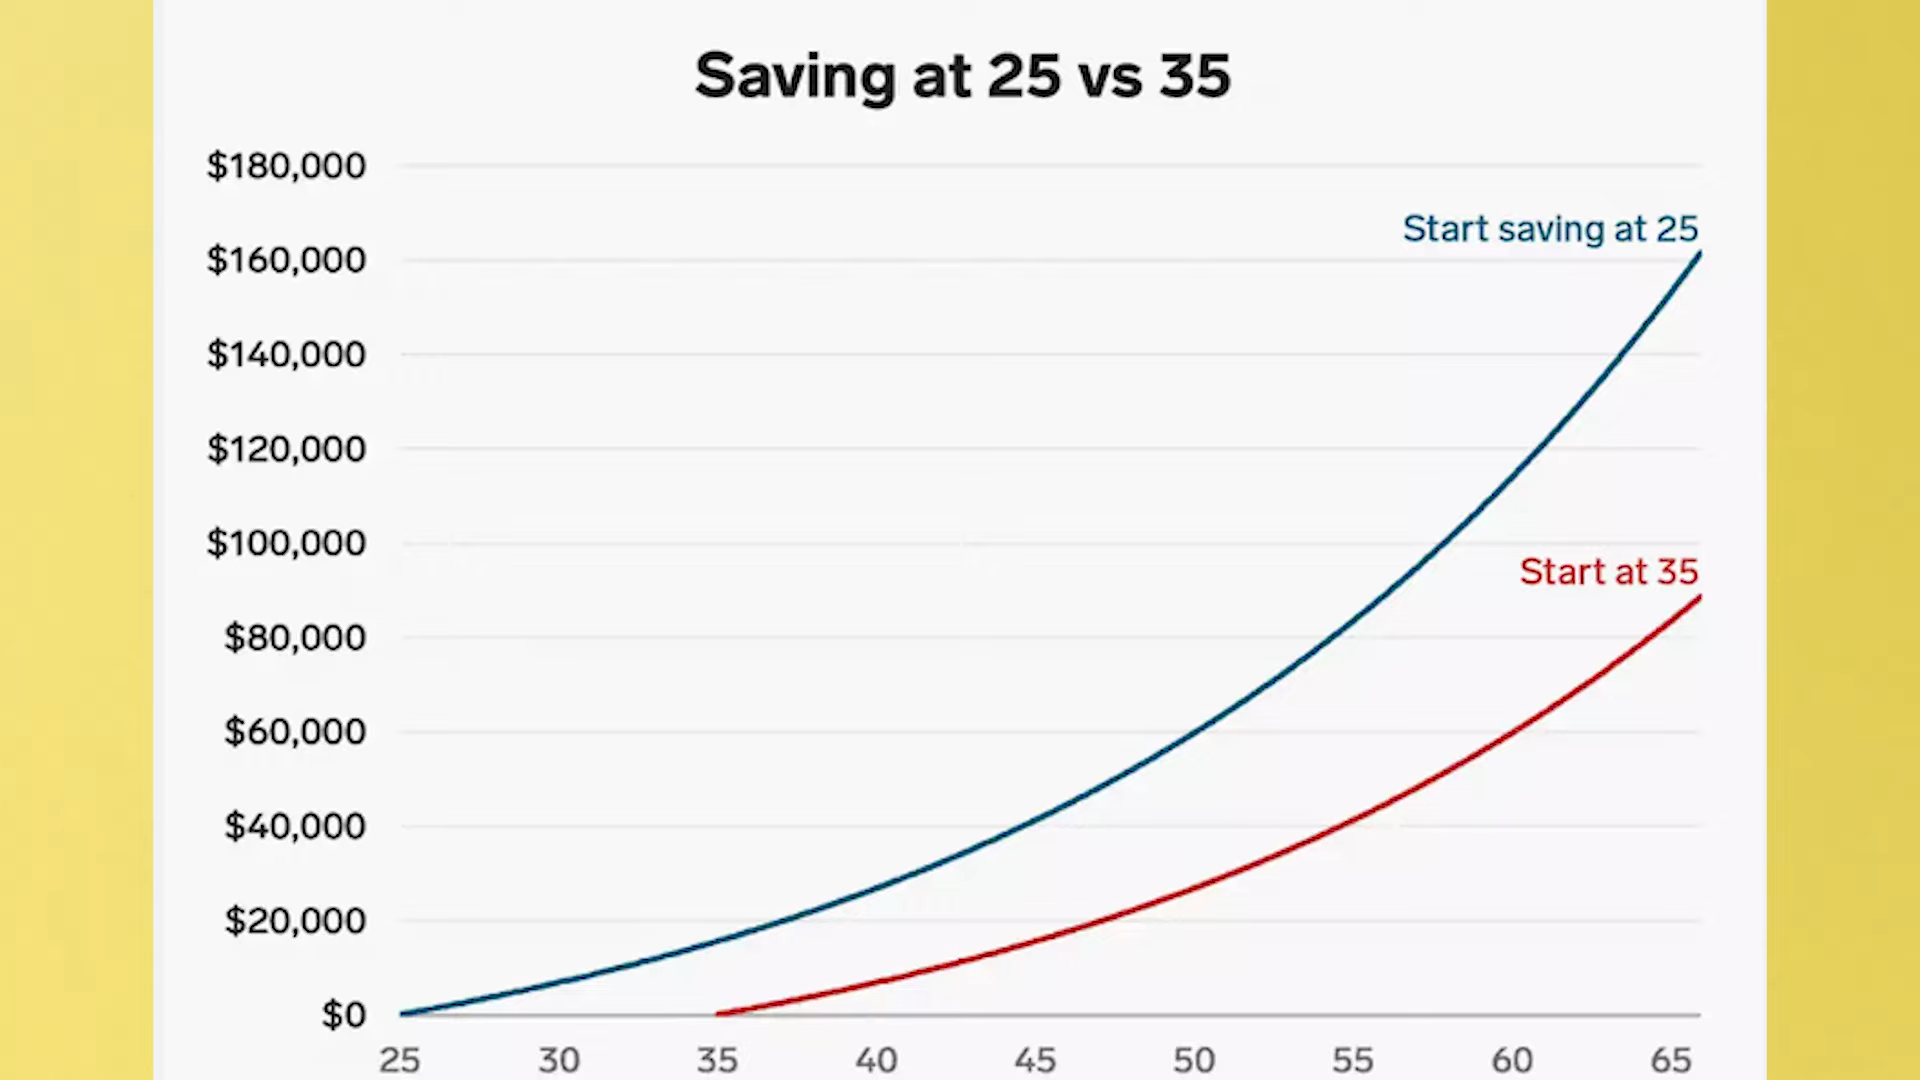 Saving at 25 vs 35
$180,000
Start saving at 25
$160,000
$140,000
$120,000
$100,000
Start at 35
$80,000
$60,000
$40,000
$20,000
$0
25 30 35 40 45 50 55 60 65